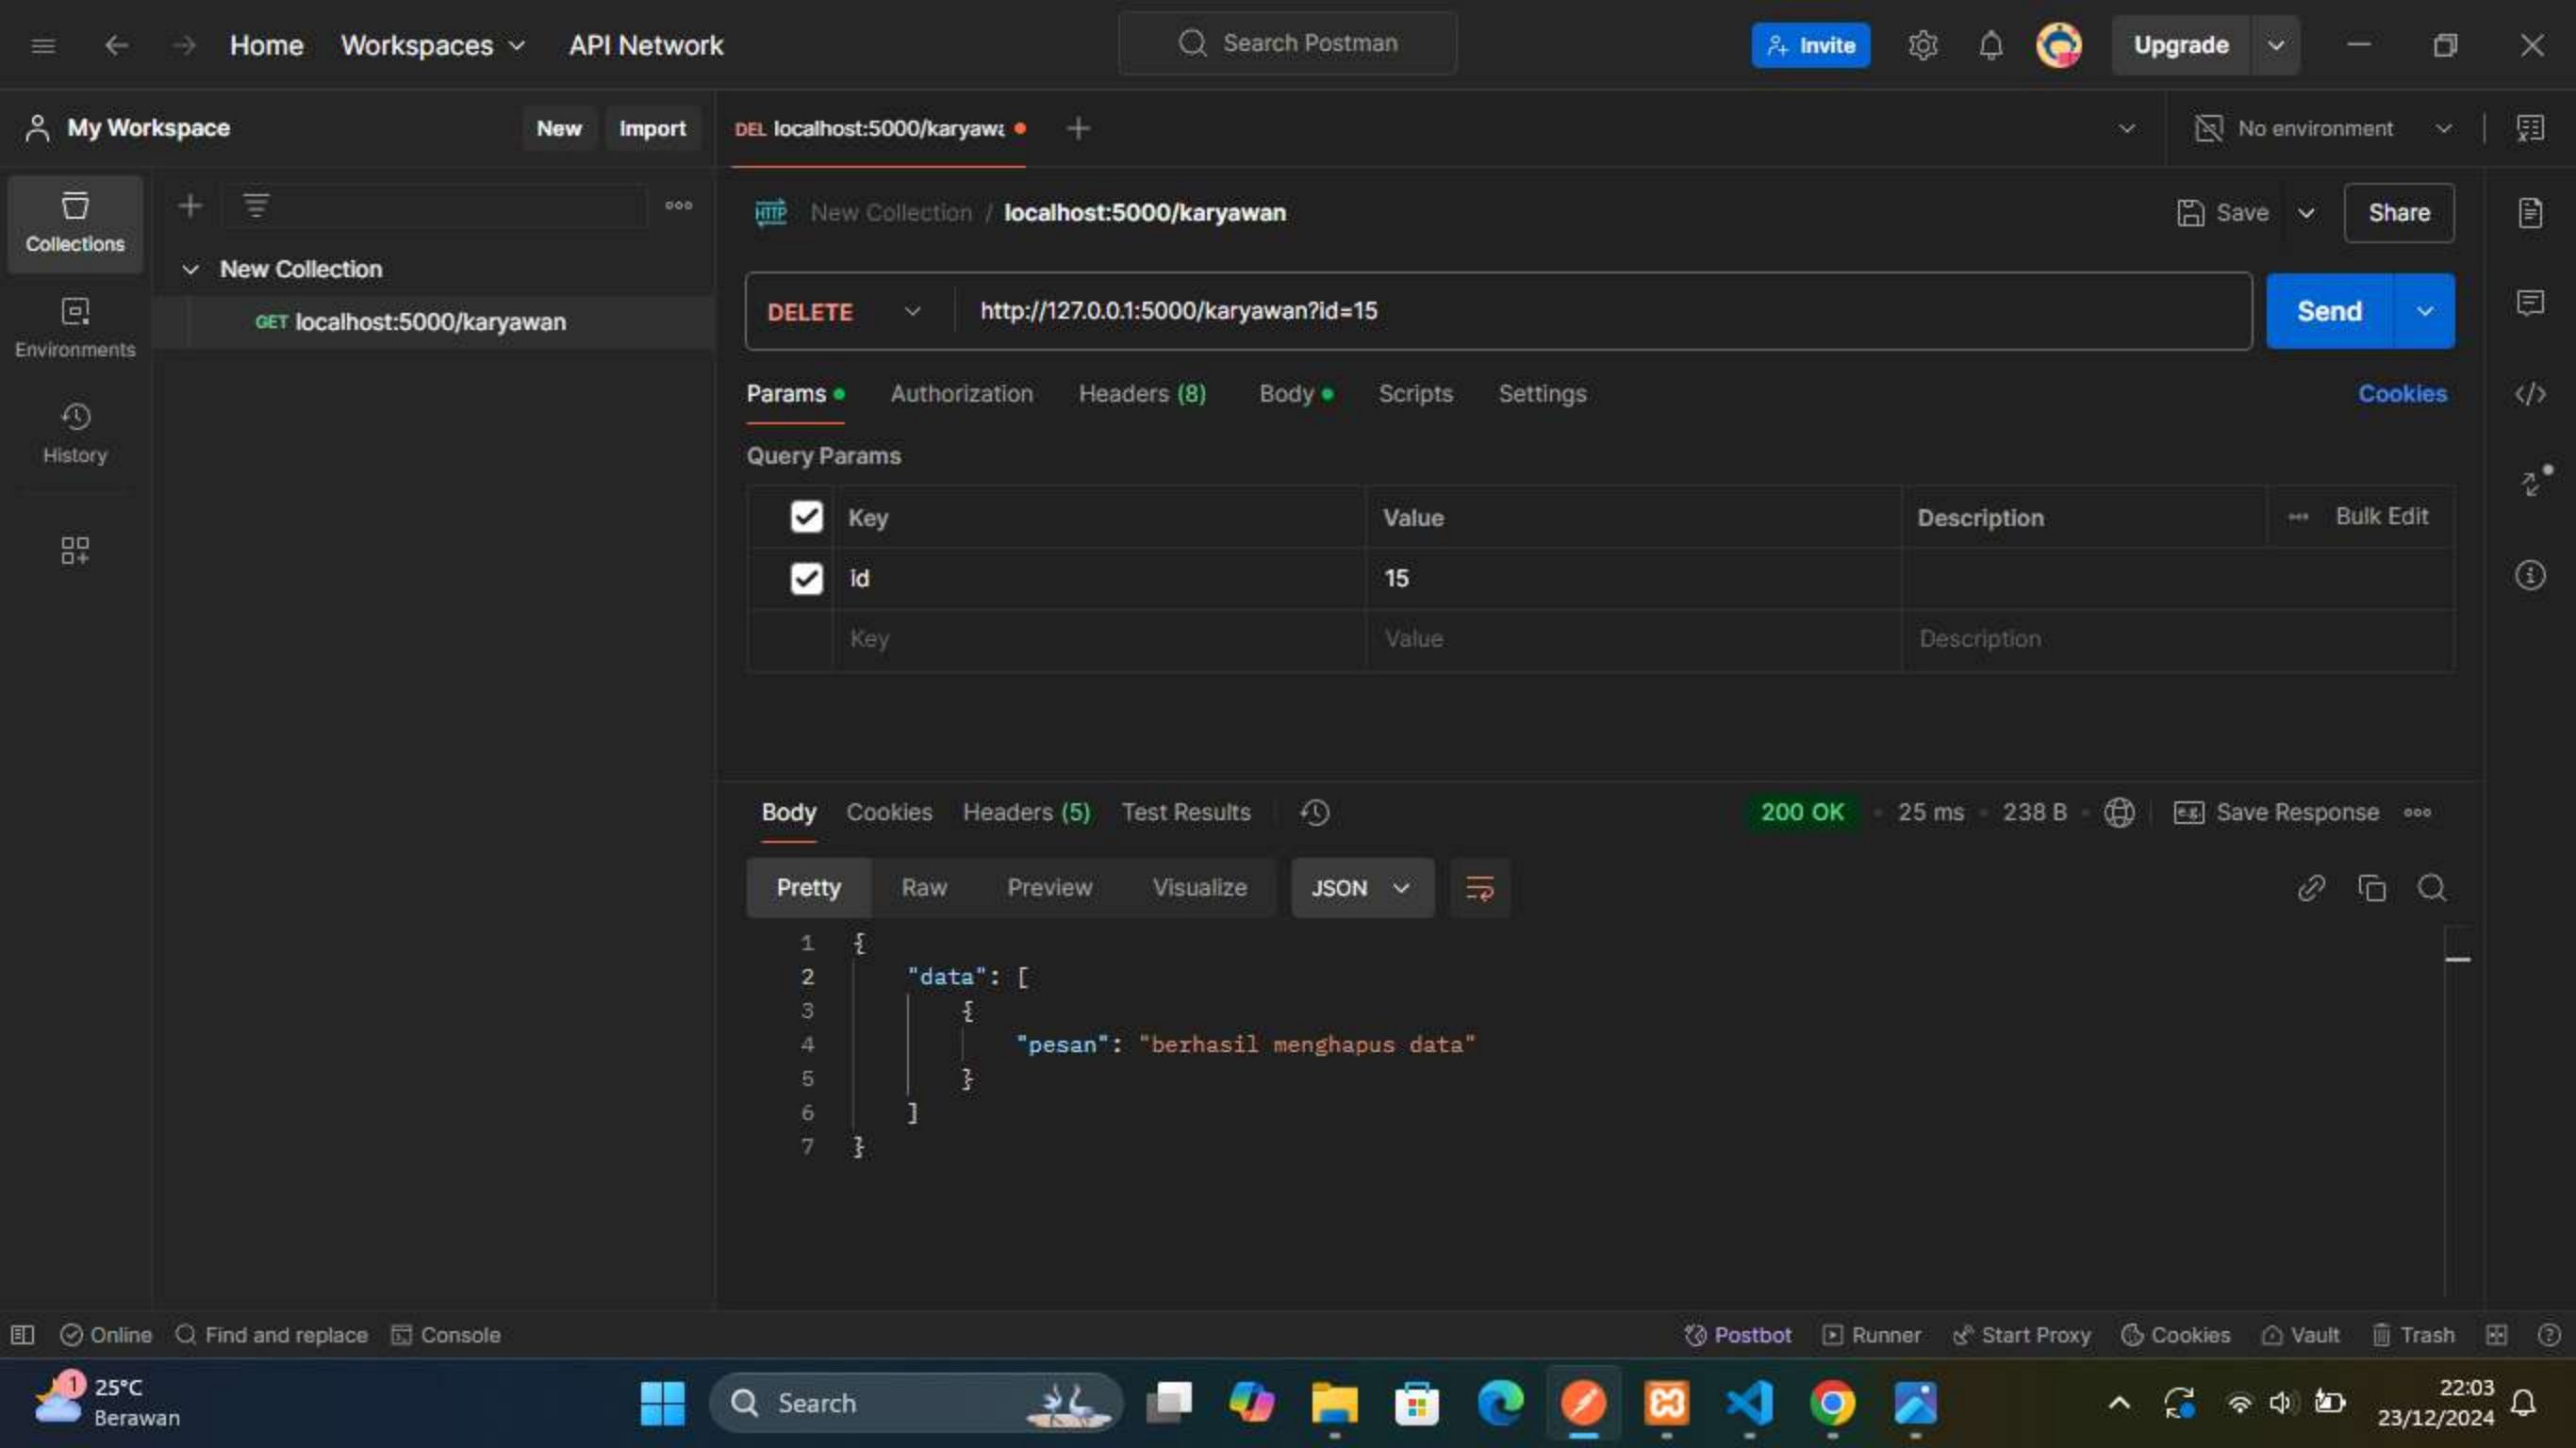 Home Workspaces API Network Search Postman Invite Upgrade
My Workspace New Import DEL localhost:5000/karyawa No environment
Collections
New Collection
GET localhost:5000/karyawan
Environments
History
HTTP New Collection / localhost:5000/karyawan Save Share
DELETE http://127.0.0.1:5000/karyawan?id=15 Send
Params Authorization Headers (8) Body Scripts Settings Cookies
Query Params
Key Value Description Bulk Edit
id 15
Key Value Description
Body Cookies Headers (5) Test Results 200 OK 25 ms 238 B e.g. Save Response
Pretty Raw Preview Visualize JSON
1 {
2 "data": [
3 {
4 "pesan": "berhasil menghapus data"
5 }
6 ]
7 }
Online Find and replace Console Postbot Runner Start Proxy Cookies Vault Trash
1 25°C
Berawan
Search
22:03
23/12/2024